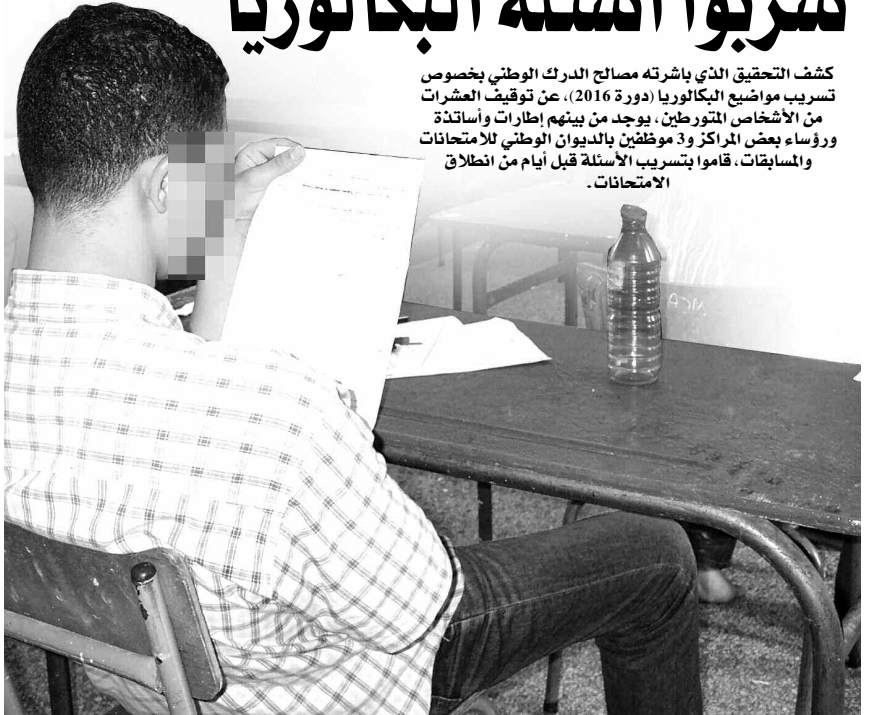 سربوا أسئلة البكالوريا
كشف التحقيق الذي باشرته مصالح الدرك الوطني بخصوص
تسريب مواضيع البكالوريا (دورة 2016)، عن توقيف العشرات
من الأشخاص المتورطين، يوجد من بينهم إطارات وأساتذة
ورؤساء بعض المراكز و3 موظفين بالديوان الوطني للامتحانات
والمسابقات، قاموا بتسريب الأسئلة قبل أيام من انطلاق
الامتحانات.